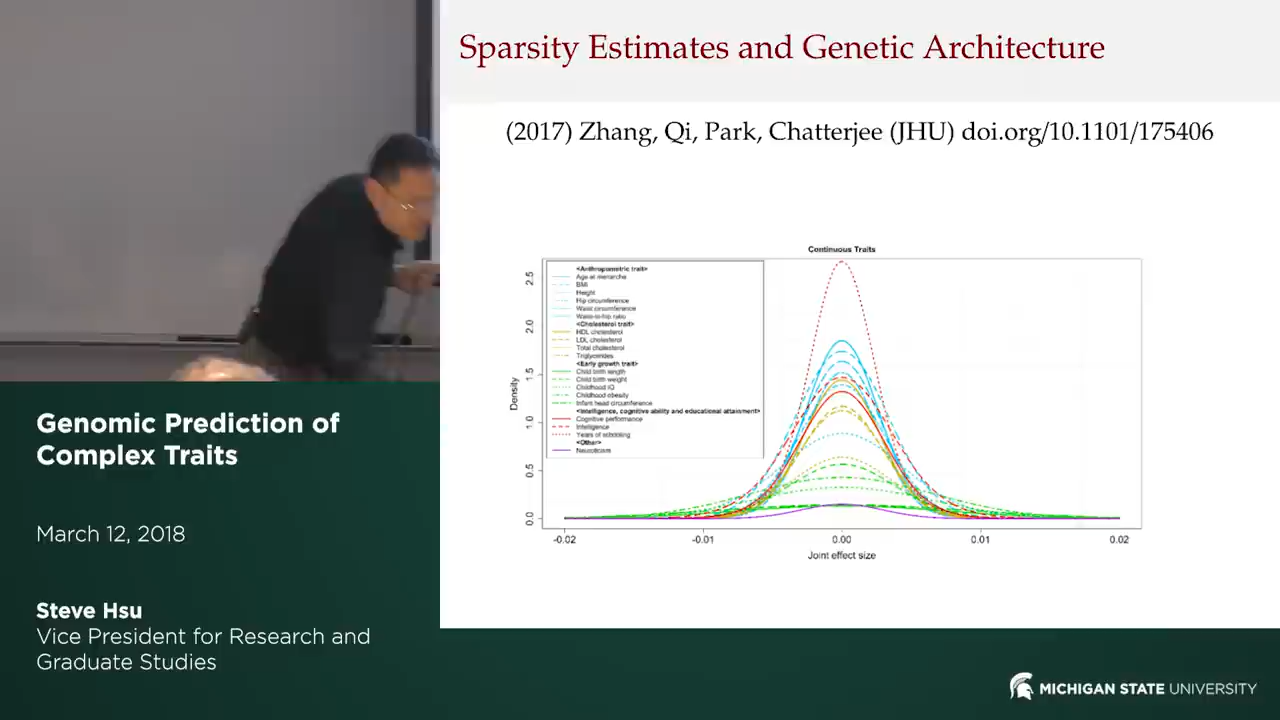 Sparsity Estimates and Genetic Architecture
(2017) Zhang, Qi, Park, Chatterjee (JHU) doi.org/10.1101/175406
Continuous Traits
<Anthropometric trait>
Age at menarche
BMI
Height
Hip circumference
Waist circumference
Waist-to-hip ratio
<Cholesterol trait>
HDL cholesterol
LDL cholesterol
Total cholesterol
Triglycerides
<Early growth trait>
Child birth length
Child birth weight
Childhood IQ
Childhood obesity
Infant head circumference
<Intelligence, cognitive ability and educational attainment>
Cognitive performance
Intelligence
Years of schooling
<Other>
Neuroticism
Density
2.5
2.0
1.5
1.0
0.5
0.0
-0.02
-0.01
0.00
0.01
0.02
Joint effect size
Genomic Prediction of
Complex Traits
March 12, 2018
Steve Hsu
Vice President for Research and
Graduate Studies
MICHIGAN STATE UNIVERSITY